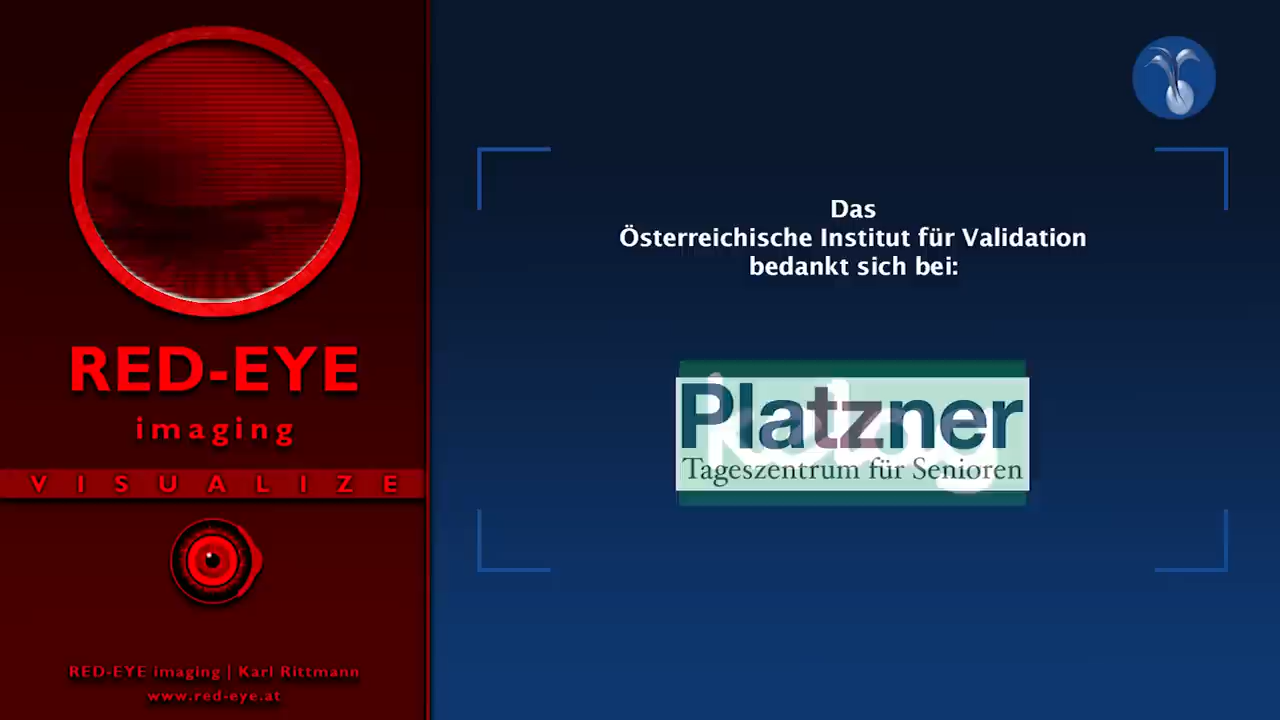 RED-EYE
imaging
VISUALIZE
RED-EYE imaging | Karl Rittmann
www.red-eye.at
Das
Österreichische Institut für Validation
bedankt sich bei:
Platzner
Tageszentrum für Senioren